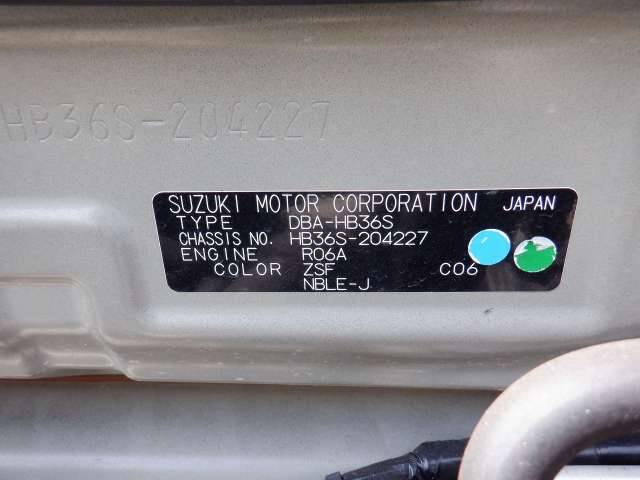 HB36S-204227
SUZUKI MOTOR CORPORATION JAPAN
TYPE DBA-HB36S
CHASSIS NO. HB36S-204227
ENGINE R06A
COLOR ZSF C06
NBLE-J